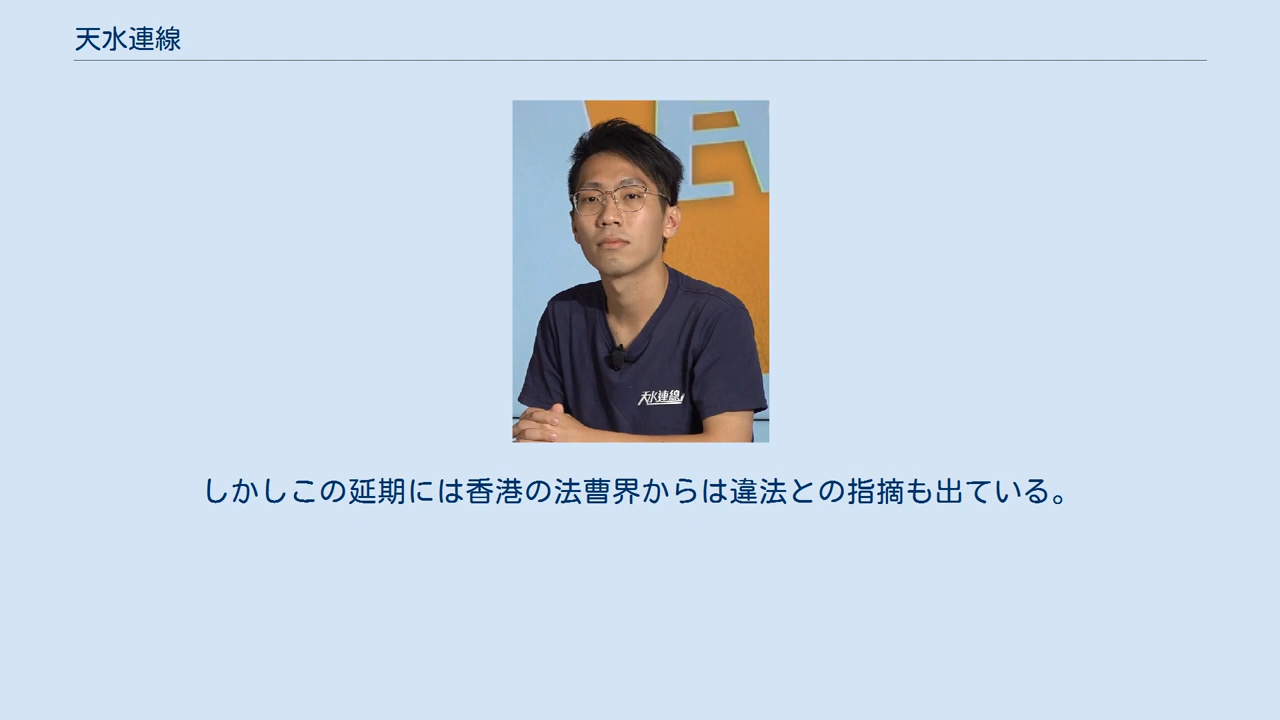 天水連線
天水連線
しかしこの延期には香港の法曹界からは違法との指摘も出ている。